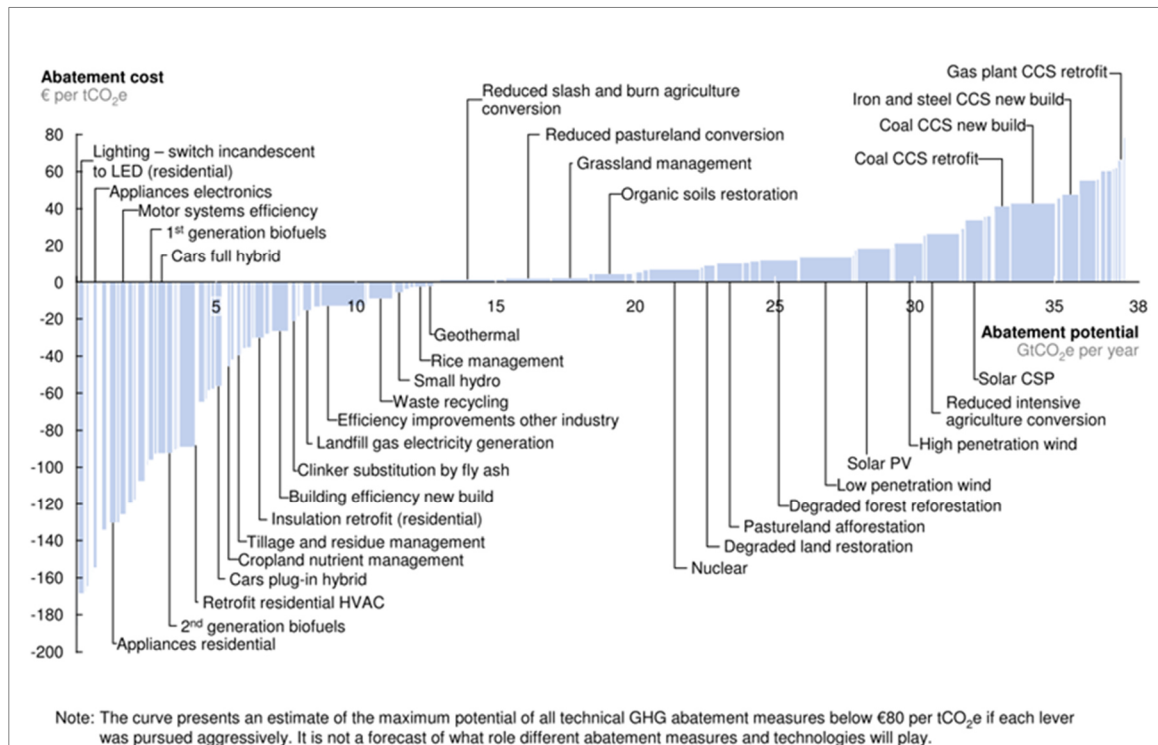 Abatement cost
€ per tCO₂e
80
60
40
20
0
-20
-40
-60
-80
-100
-120
-140
-160
-180
-200
Lighting – switch incandescent
to LED (residential)
Appliances electronics
Motor systems efficiency
1st generation biofuels
Cars full hybrid
Reduced slash and burn agriculture
conversion
Reduced pastureland conversion
Grassland management
Organic soils restoration
Gas plant CCS retrofit
Iron and steel CCS new build
Coal CCS new build
Coal CCS retrofit
5
10
15
20
25
30
35
38
Abatement potential
GtCO₂e per year
Geothermal
Rice management
Small hydro
Waste recycling
Efficiency improvements other industry
Landfill gas electricity generation
Clinker substitution by fly ash
Building efficiency new build
Insulation retrofit (residential)
Tillage and residue management
Cropland nutrient management
Cars plug-in hybrid
Retrofit residential HVAC
2nd generation biofuels
Appliances residential
Solar CSP
Reduced intensive
agriculture conversion
High penetration wind
Solar PV
Low penetration wind
Degraded forest reforestation
Pastureland afforestation
Degraded land restoration
Nuclear
Note: The curve presents an estimate of the maximum potential of all technical GHG abatement measures below €80 per tCO₂e if each lever
was pursued aggressively. It is not a forecast of what role different abatement measures and technologies will play.